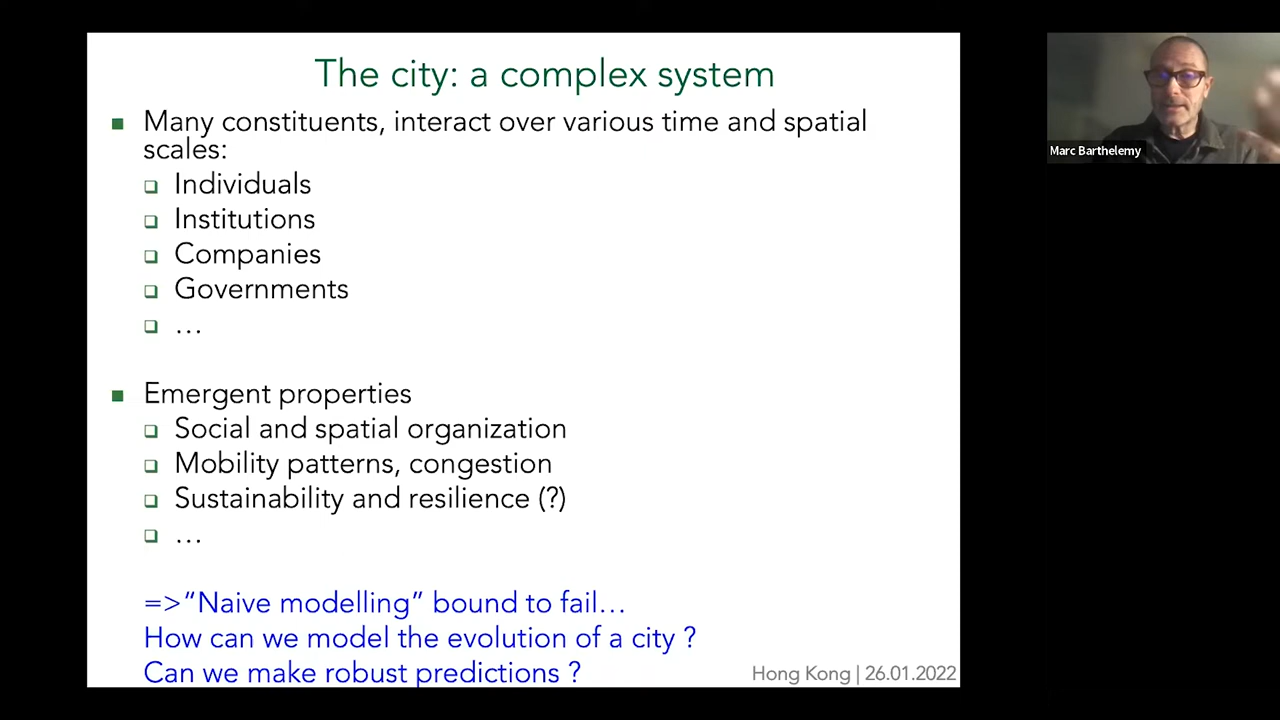 The city: a complex system
Many constituents, interact over various time and spatial
scales:
Individuals
Institutions
Companies
Governments
…
Emergent properties
Social and spatial organization
Mobility patterns, congestion
Sustainability and resilience (?)
…
=>“Naive modelling” bound to fail…
How can we model the evolution of a city ?
Can we make robust predictions ?
Hong Kong | 26.01.2022
Marc Barthelemy